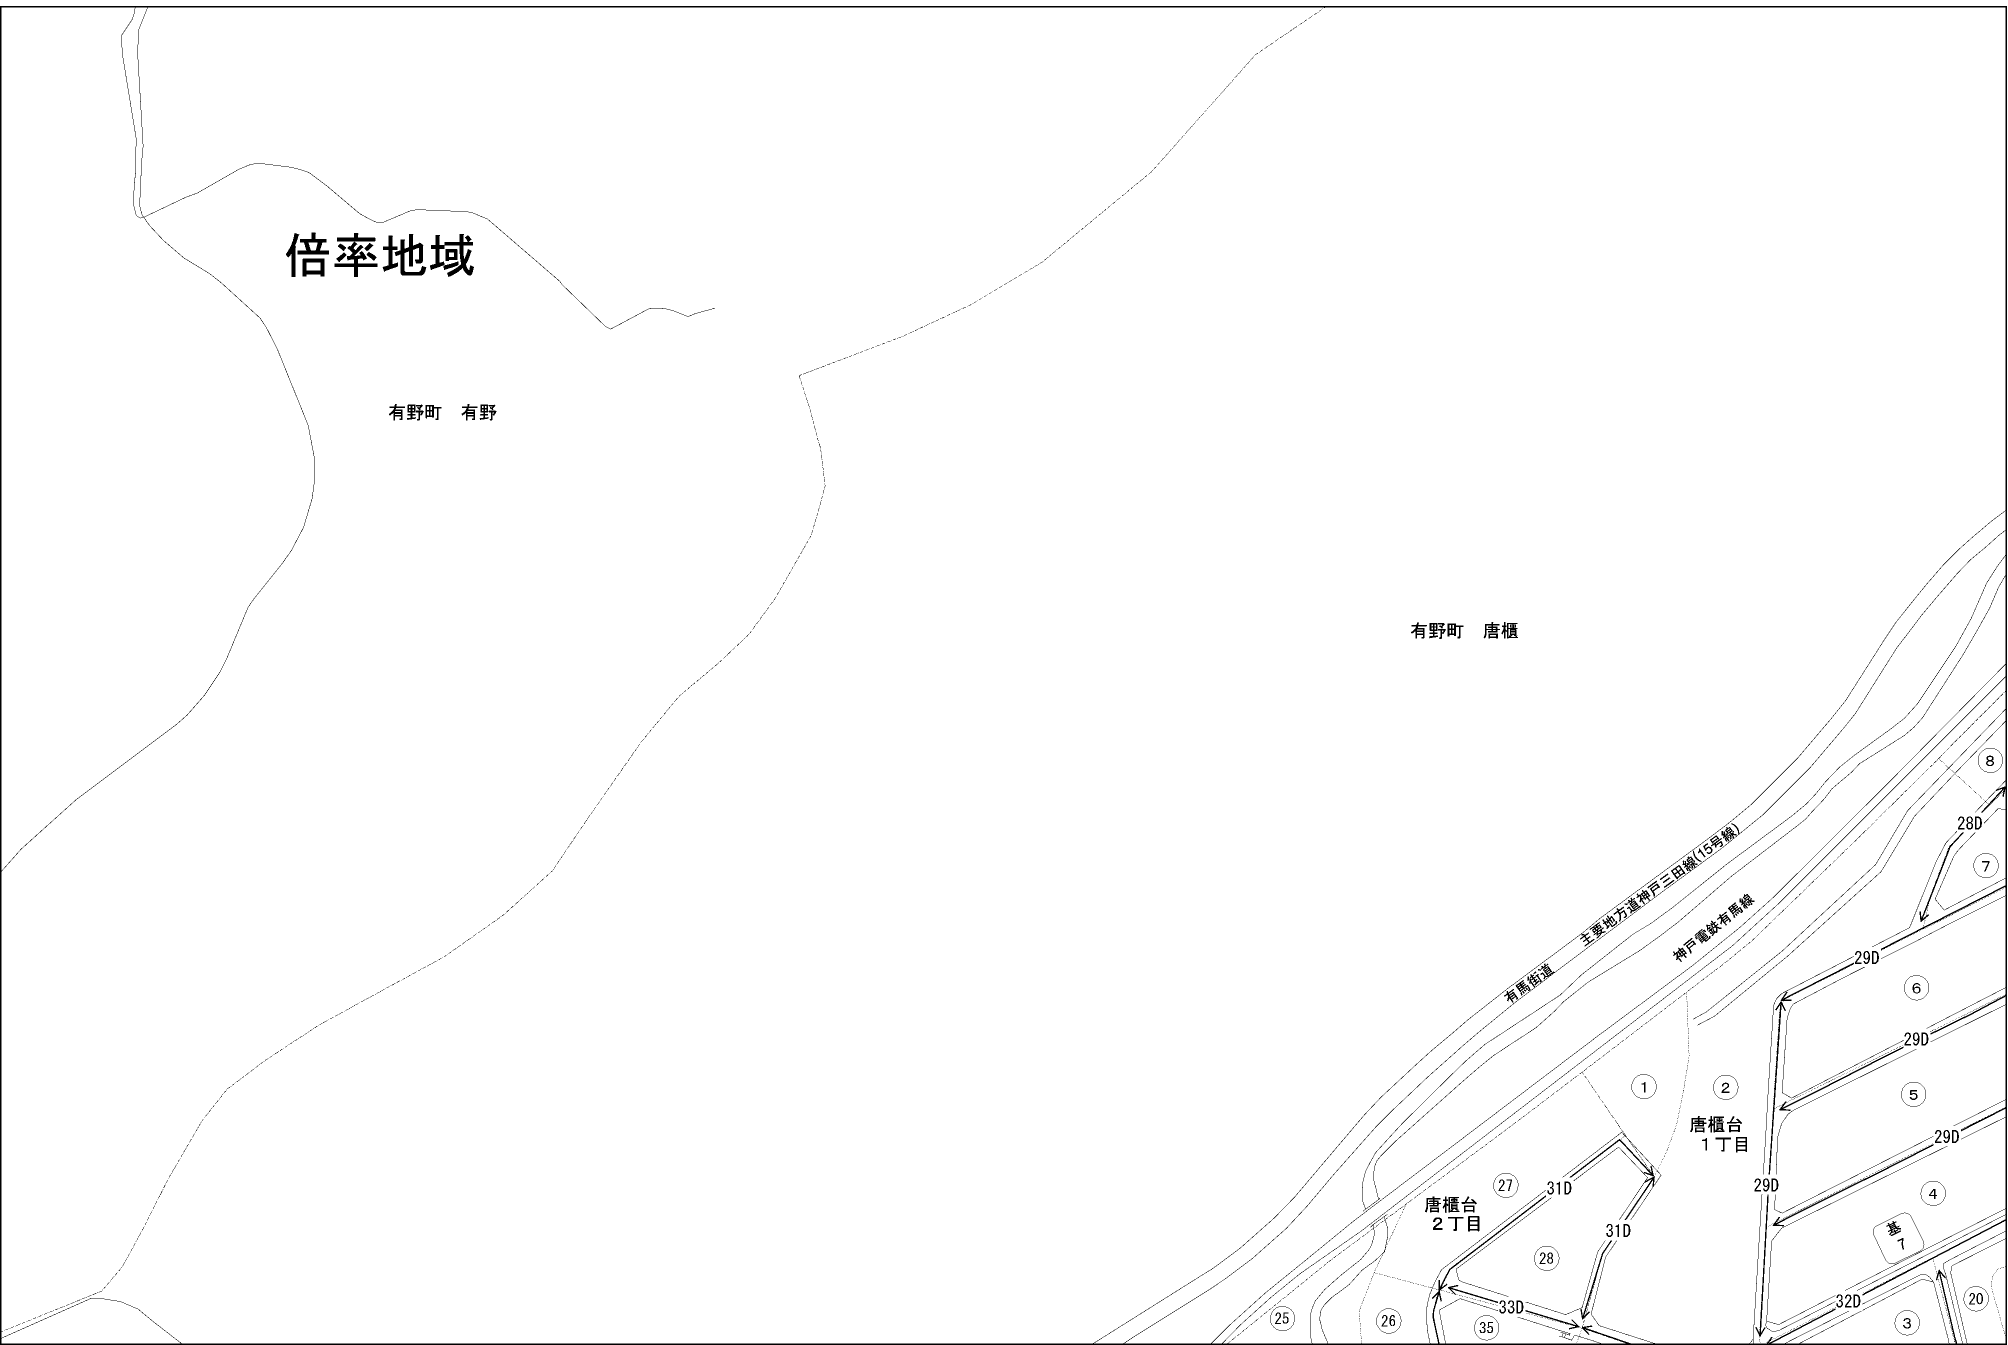 倍率地域
有野町　有野
有野町　唐櫃
8
28D
7
主要地方道神戸三田線(15号線)
神戸電鉄有馬線
有馬街道
29D
6
29D
1
2
5
唐櫃台
1丁目
29D
29D
27
31D
4
唐櫃台
2丁目
31D
基
7
28
33D
32D
25
26
35
3
20